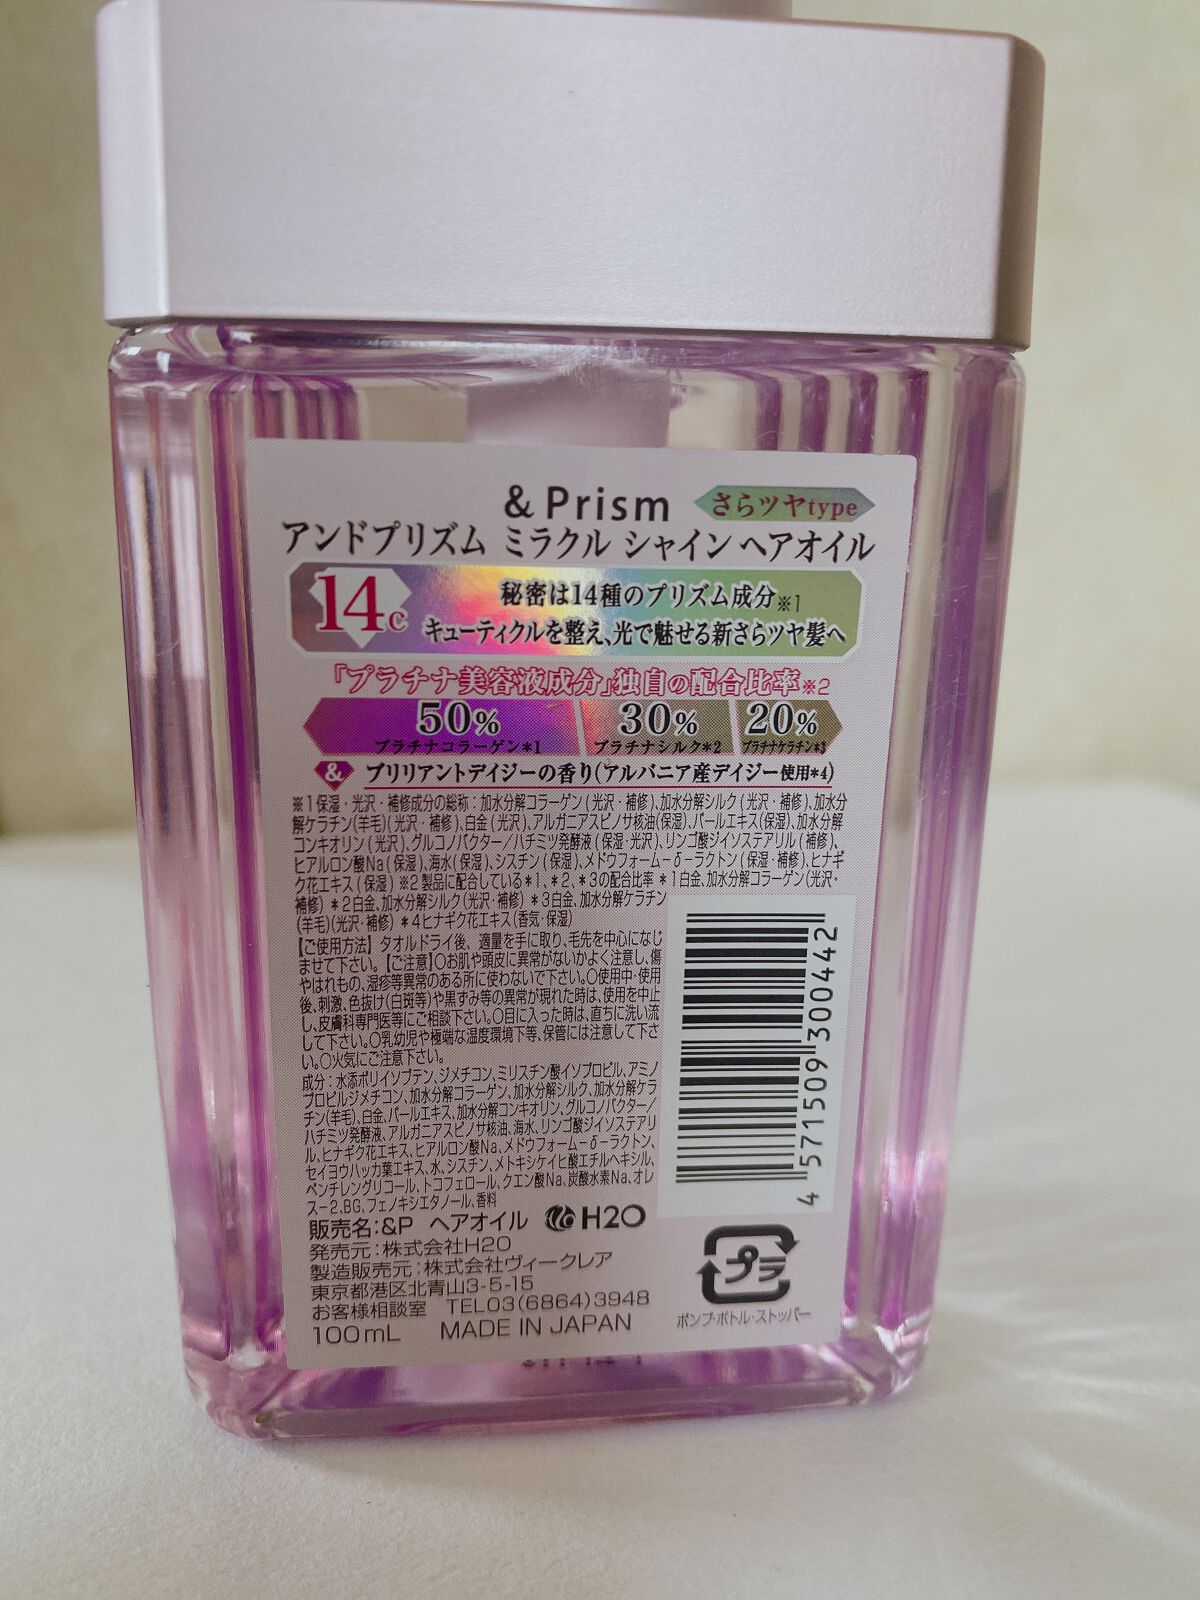 & Prism さらツヤtype
アンドプリズム ミラクル シャイン ヘアオイル
14c 秘密は14種のプリズム成分※1
キューティクルを整え、光で魅せる新さらツヤ髪へ
「プラチナ美容液成分」独自の配合比率※2
50% 30% 20%
プラチナコラーゲン*1 プラチナシルク*2 プラチナケラチン*3
& ブリリアントデイジーの香り(アルバニア産デイジー使用*4)
※1保湿・光沢・補修成分の総称:加水分解コラーゲン(光沢・補修)、加水分解シルク(光沢・補修)、加水分
解ケラチン(羊毛)(光沢・補修)、白金(光沢)、アルガニアスピノサ核油(保湿)、パールエキス(保湿)、加水分解
コンキオリン(光沢)、グルコノバクター/ハチミツ発酵液(保湿・光沢)、リンゴ酸ジイソステアリル(補修)、
ヒアルロン酸Na(保湿)、海水(保湿)、シスチン(保湿)、メドウフォーム-δ-ラクトン(保湿・補修)、ヒナギ
ク花エキス(保湿) ※2製品に配合している*1、*2、*3の配合比率 *1白金、加水分解コラーゲン(光沢・
補修) *2白金、加水分解シルク(光沢・補修) *3白金、加水分解ケラチン
(羊毛)(光沢・補修) *4ヒナギク花エキス(香気・保湿)
【ご使用方法】タオルドライ後、適量を手に取り、毛先を中心になじ
ませて下さい。【ご注意】○お肌や頭皮に異常がないかよく注意し、傷
やはれもの、湿疹等異常のある所に使わないで下さい。○使用中・使用
後、刺激、色抜け(白斑等)や黒ずみ等の異常が現れた時は、使用を中止
し、皮膚科専門医等にご相談下さい。○目に入った時は、直ちに洗い流
して下さい。○乳幼児や極端な温度環境下等、保管には注意して下さ
い。○火気にご注意下さい。
成分:水添ポリイソブテン、ジメチコン、ミリスチン酸イソプロピル、アミノ
プロピルジメチコン、加水分解コラーゲン、加水分解シルク、加水分解ケラ
チン(羊毛)、白金、パールエキス、加水分解コンキオリン、グルコノバクター/
ハチミツ発酵液、アルガニアスピノサ核油、海水、リンゴ酸ジイソステアリ
ル、ヒナギク花エキス、ヒアルロン酸Na、メドウフォーム-δ-ラクトン、
セイヨウハッカ葉エキス、水、シスチン、メトキシケイヒ酸エチルヘキシル、
ペンチレングリコール、トコフェロール、クエン酸Na、炭酸水素Na、オレ
ス-2、BG、フェノキシエタノール、香料
販売名:&P ヘアオイル H2O
発売元:株式会社H2O
製造販売元:株式会社ヴィークレア
東京都港区北青山3-5-15
お客様相談室 TEL03(6864)3948
100mL MADE IN JAPAN
4 571509 300442
プラ
ポンプ・ボトル・ストッパー